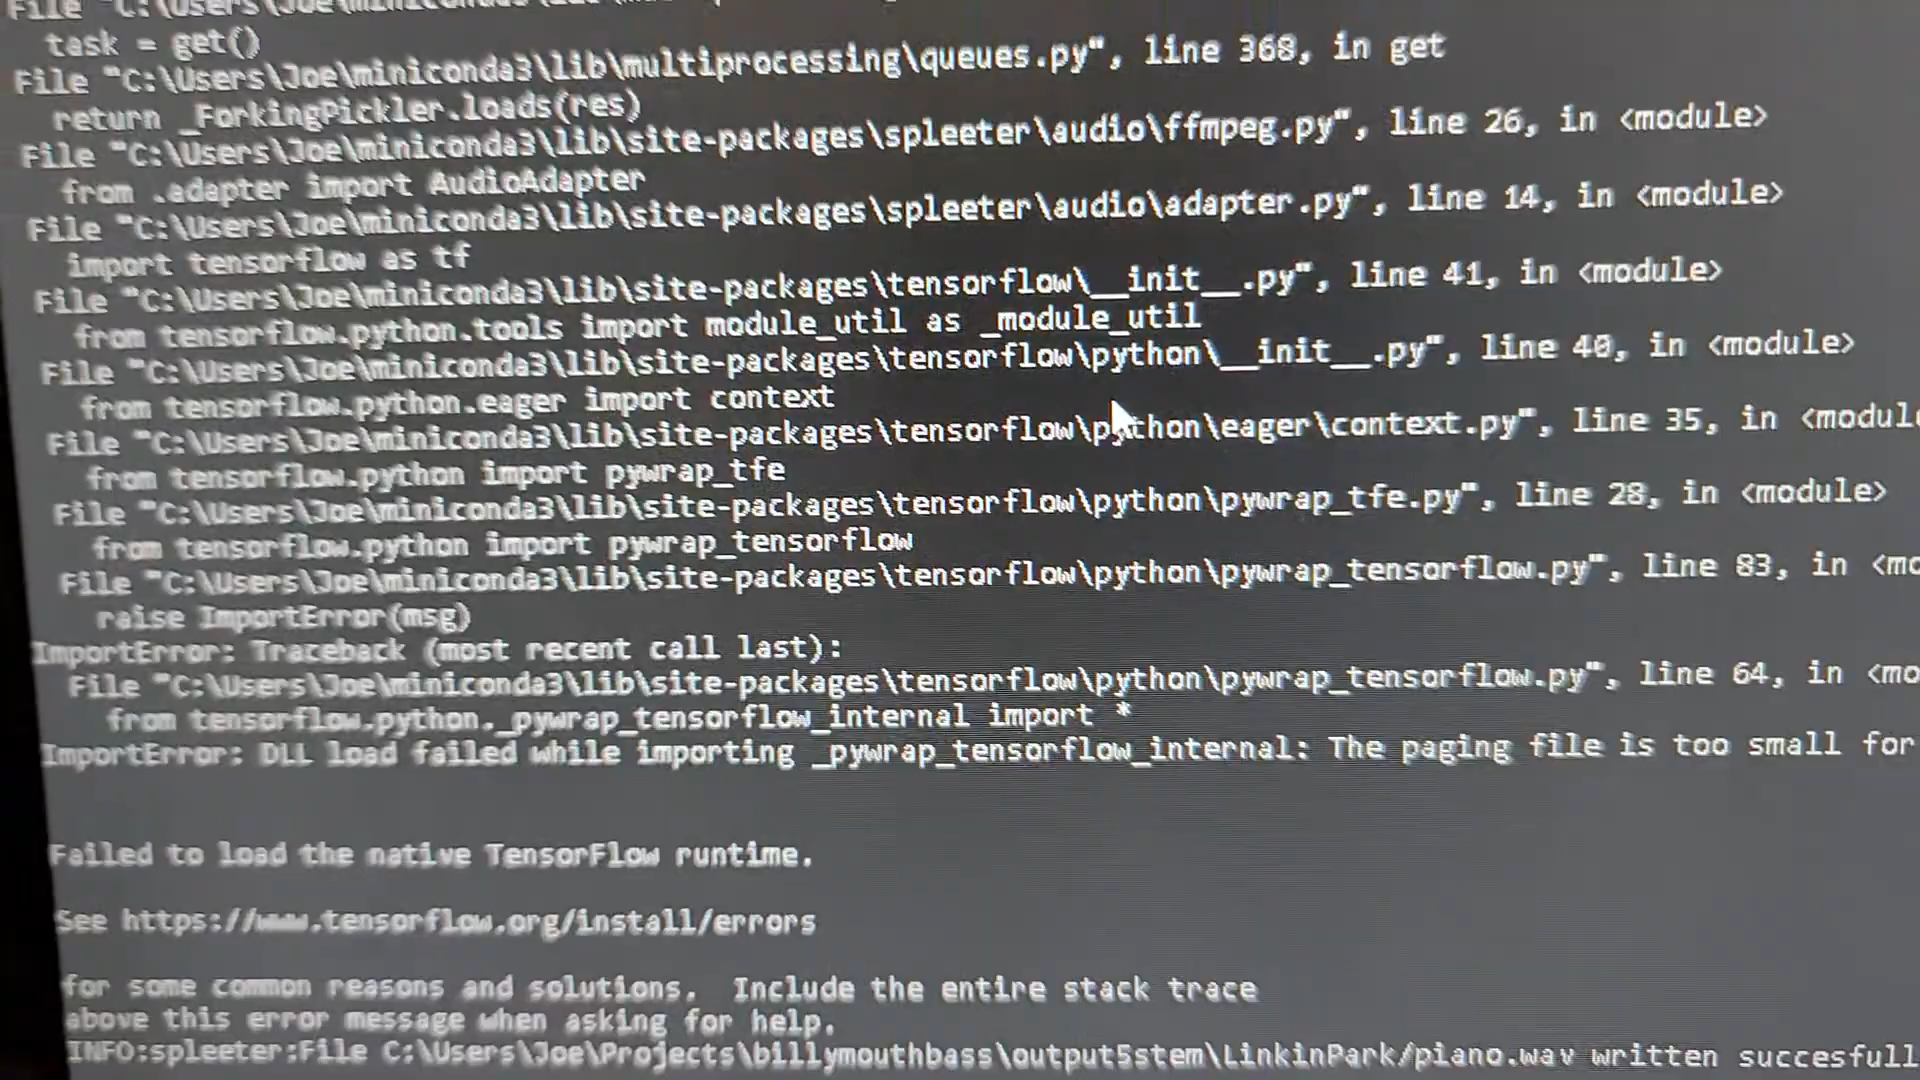 File "C:\Users\Joe\miniconda3\lib\
task = get()
File "C:\Users\Joe\miniconda3\lib\multiprocessing\queues.py", line 368, in get
return _ForkingPickler.loads(res)
File "C:\Users\Joe\miniconda3\lib\site-packages\spleeter\audio\ffmpeg.py", line 26, in <module>
from .adapter import AudioAdapter
File "C:\Users\Joe\miniconda3\lib\site-packages\spleeter\audio\adapter.py", line 14, in <module>
import tensorflow as tf
File "C:\Users\Joe\miniconda3\lib\site-packages\tensorflow\__init__.py", line 41, in <module>
from tensorflow.python.tools import module_util as _module_util
File "C:\Users\Joe\miniconda3\lib\site-packages\tensorflow\python\__init__.py", line 40, in <module>
from tensorflow.python.eager import context
File "C:\Users\Joe\miniconda3\lib\site-packages\tensorflow\python\eager\context.py", line 35, in <modul
from tensorflow.python import pywrap_tfe
File "C:\Users\Joe\miniconda3\lib\site-packages\tensorflow\python\pywrap_tfe.py", line 28, in <module>
from tensorflow.python import pywrap_tensorflow
File "C:\Users\Joe\miniconda3\lib\site-packages\tensorflow\python\pywrap_tensorflow.py", line 83, in <mo
raise ImportError(msg)
ImportError: Traceback (most recent call last):
File "C:\Users\Joe\miniconda3\lib\site-packages\tensorflow\python\pywrap_tensorflow.py", line 64, in <mo
from tensorflow.python._pywrap_tensorflow_internal import *
ImportError: DLL load failed while importing _pywrap_tensorflow_internal: The paging file is too small for
Failed to load the native TensorFlow runtime.
See https://www.tensorflow.org/install/errors
for some common reasons and solutions.  Include the entire stack trace
above this error message when asking for help.
INFO:spleeter:File C:\Users\Joe\Projects\billymouthbass\output5stem\LinkinPark/piano.wav written succesfull